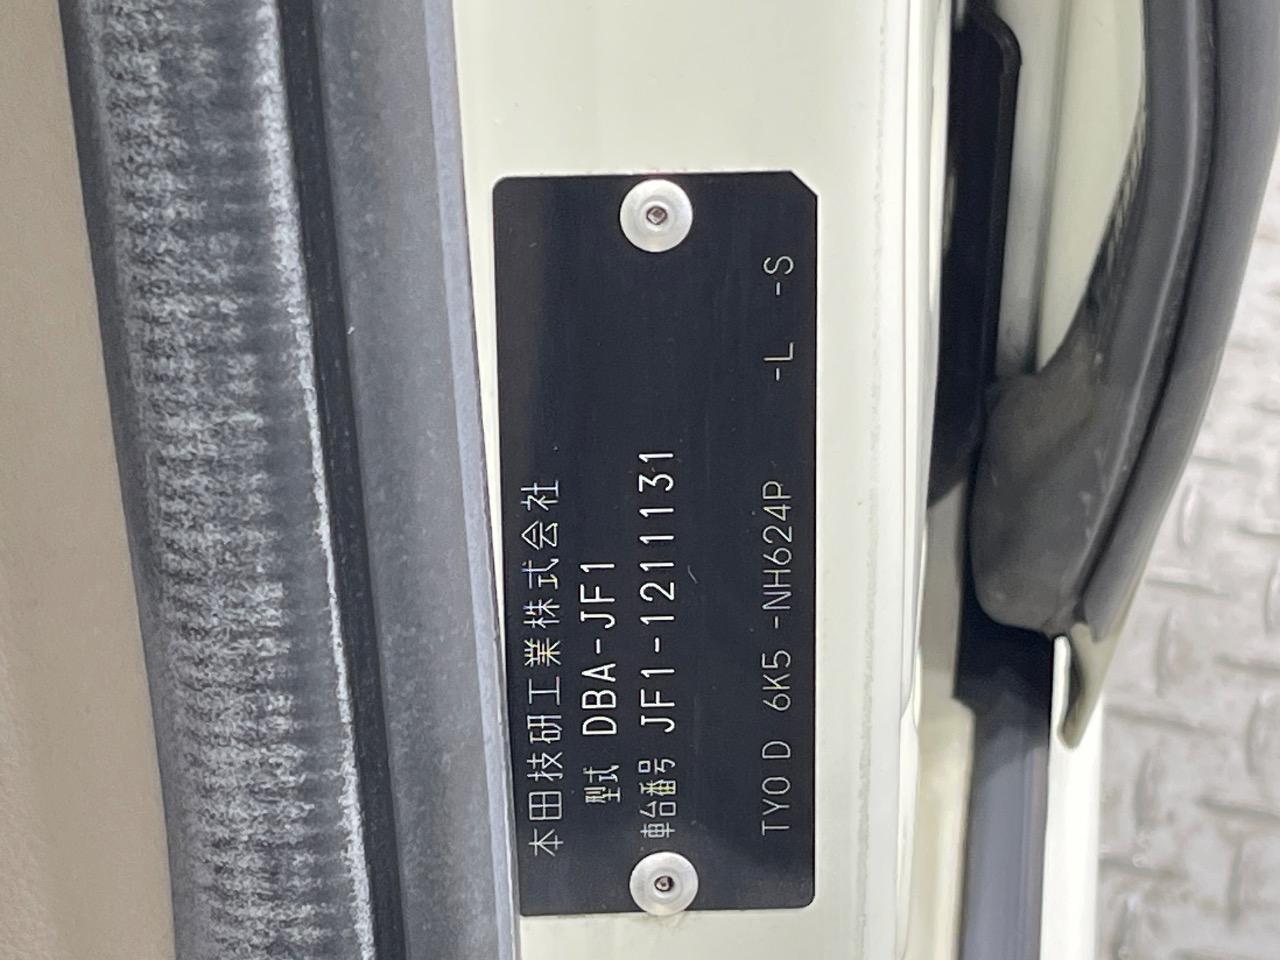 本田技研工業株式会社
型式 DBA-JF1
車台番号 JF1-1211131
TY0 D 6K5 -NH624P -L -S